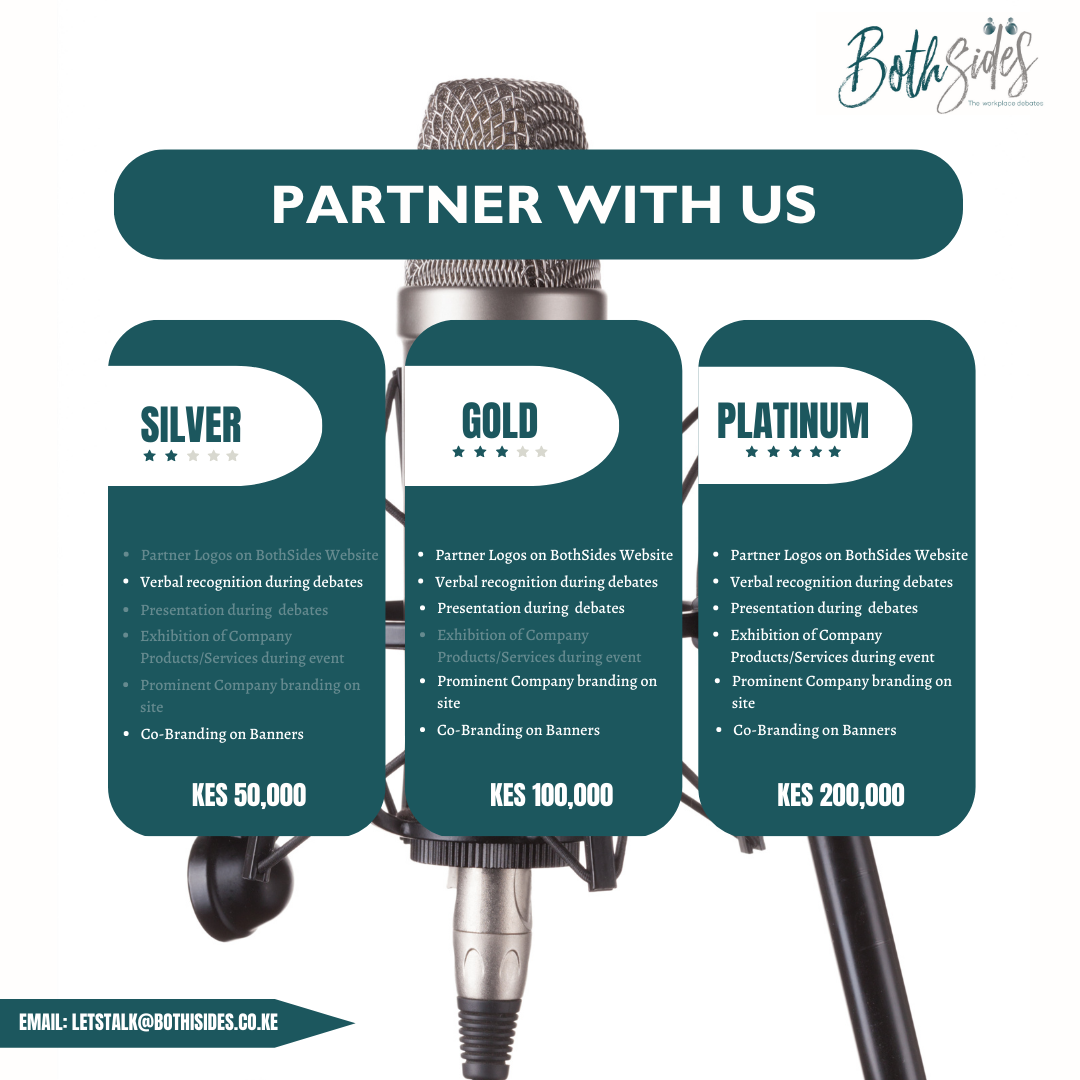 BothSides
The workplace debates
PARTNER WITH US
SILVER
Partner Logos on BothSides Website
Verbal recognition during debates
Presentation during debates
Exhibition of Company
Products/Services during event
Prominent Company branding on
site
Co-Branding on Banners
KES 50,000
GOLD
Partner Logos on BothSides Website
Verbal recognition during debates
Presentation during debates
Exhibition of Company
Products/Services during event
Prominent Company branding on
site
Co-Branding on Banners
KES 100,000
PLATINUM
Partner Logos on BothSides Website
Verbal recognition during debates
Presentation during debates
Exhibition of Company
Products/Services during event
Prominent Company branding on
site
Co-Branding on Banners
KES 200,000
EMAIL: LETSTALK@BOTHISIDES.CO.KE